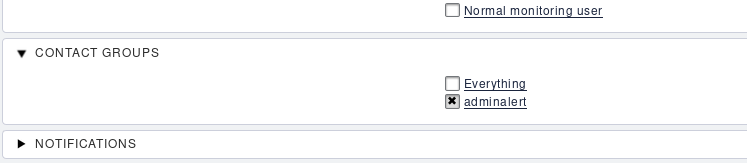 Normal monitoring user
CONTACT GROUPS
Everything
adminalert
NOTIFICATIONS